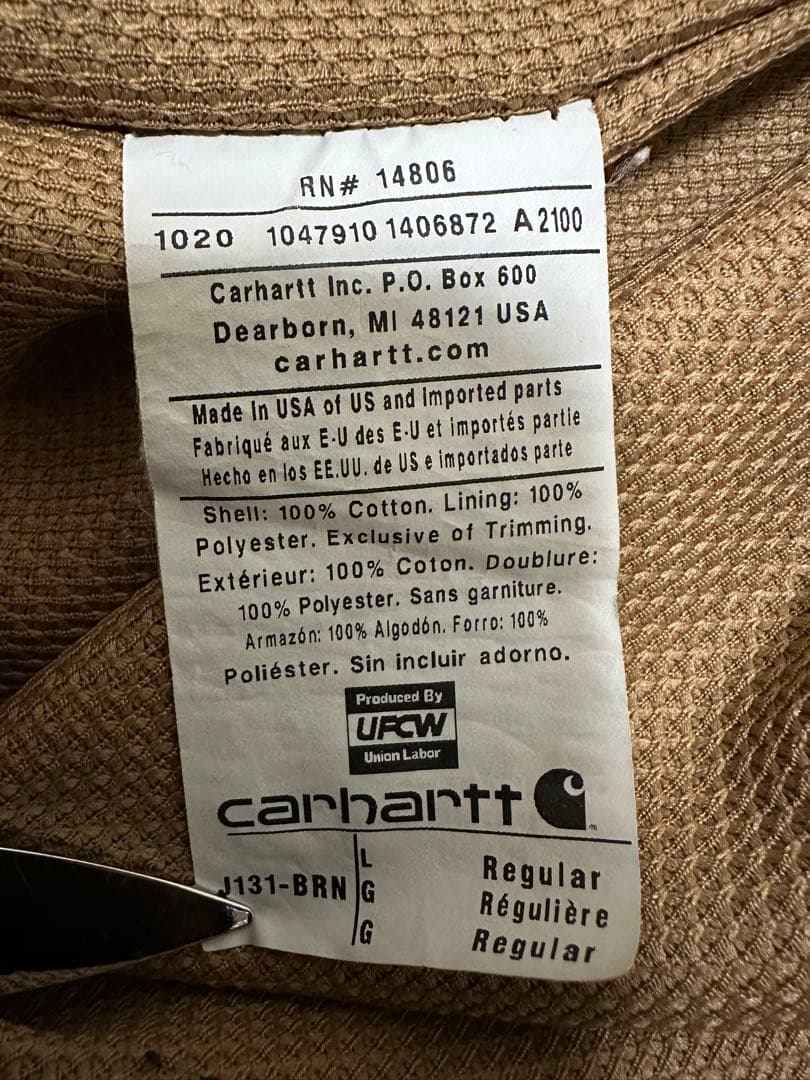 RN# 14806
1020 1047910 1406872 A2100
Carhartt Inc. P.O. Box 600
Dearborn, MI 48121 USA
carhartt.com
Made In USA of US and Imported parts
Fabriqué aux E-U des E-U et importés partie
Hecho en los EE.UU. de US e importados parte
Shell: 100% Cotton. Lining: 100%
Polyester. Exclusive of Trimming.
Extérieur: 100% Coton. Doublure:
100% Polyester. Sans garniture.
Armazón: 100% Algodón. Forro: 100%
Poliéster. Sin incluir adorno.
Produced By
UFCW
Union Labor
carhartt
L Regular
J131-BRN G Régulière
G Regular